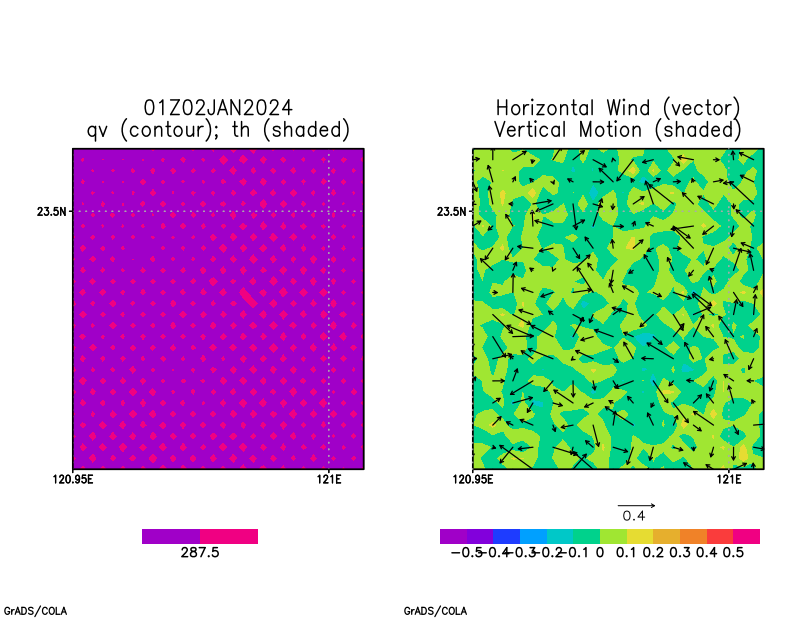 01Z02JAN2024
qv (contour); th (shaded)
23.5N
120.95E
121E
287.5
GrADS/COLA
Horizontal Wind (vector)
Vertical Motion (shaded)
23.5N
120.95E
121E
0.4
-0.5 -0.4 -0.3 -0.2 -0.1 0 0.1 0.2 0.3 0.4 0.5
GrADS/COLA